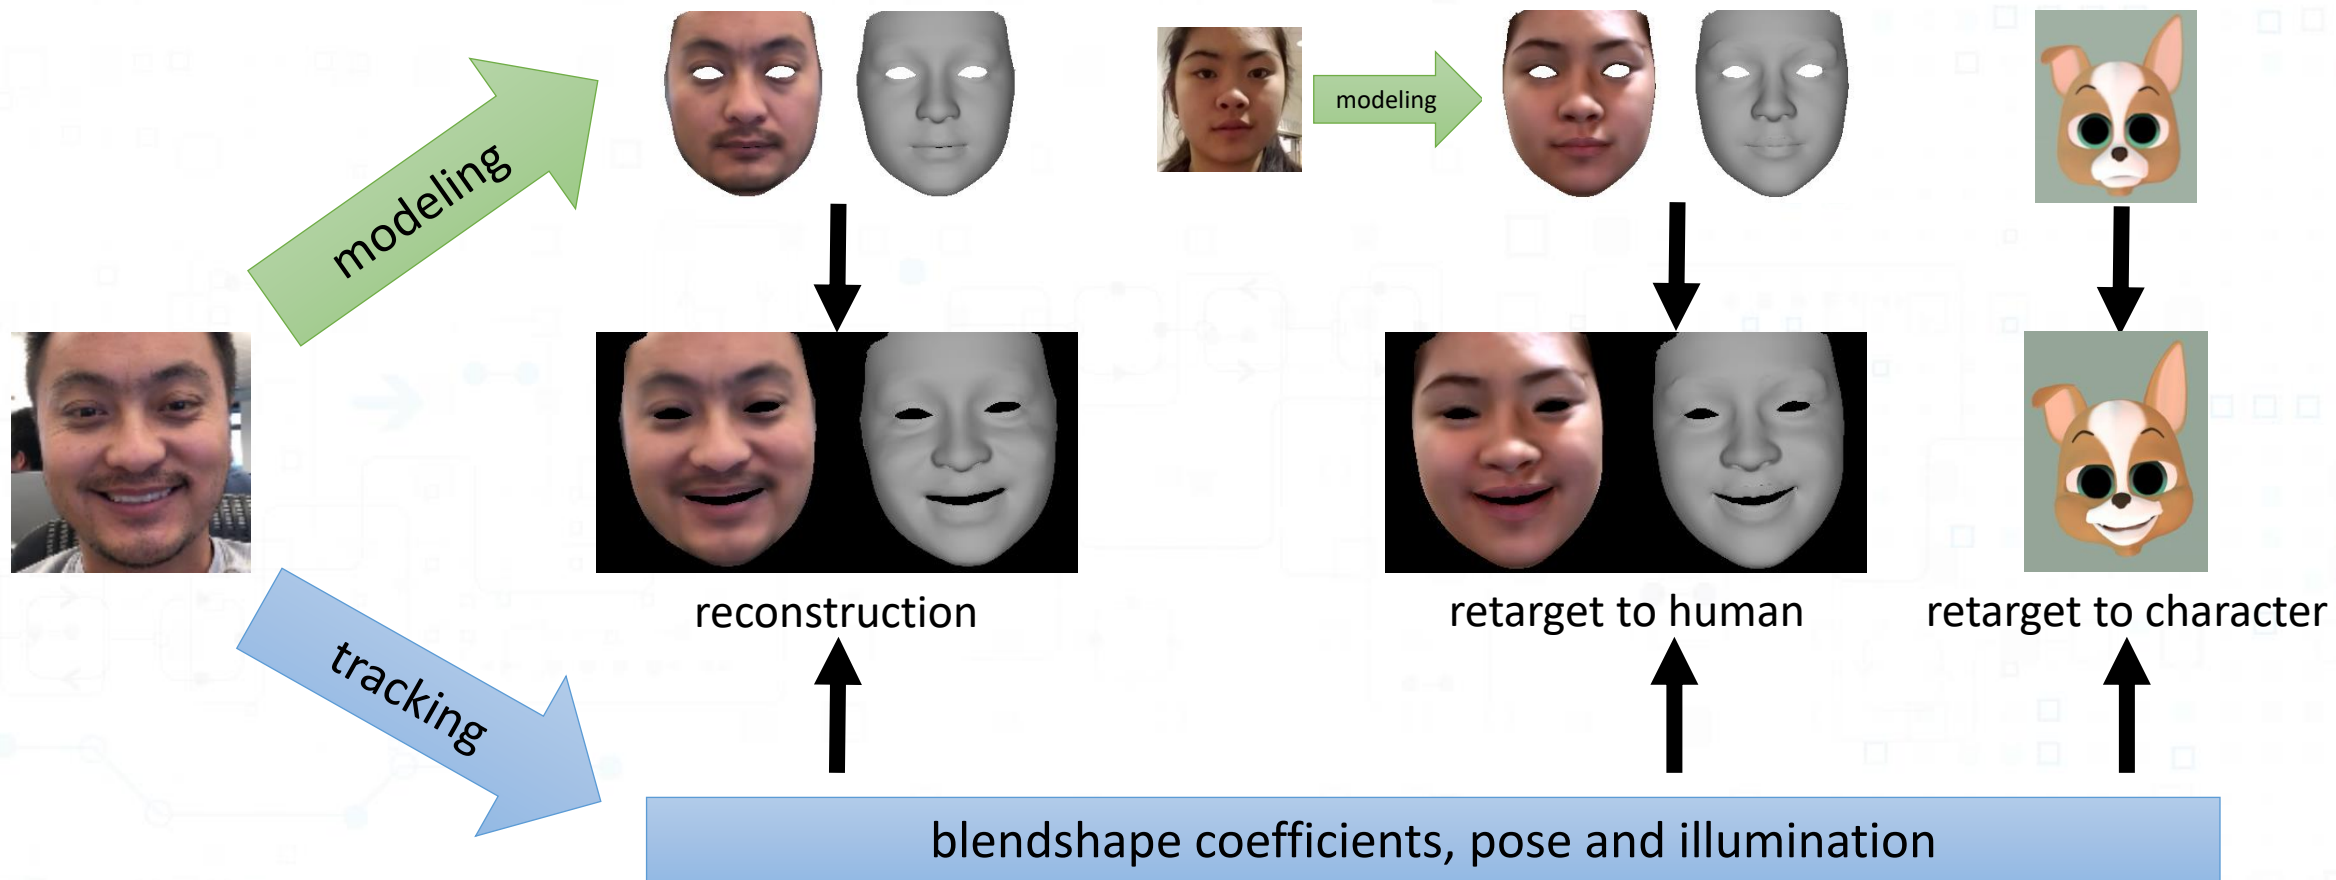 modeling
modeling
reconstruction
retarget to human
retarget to character
tracking
blendshape coefficients, pose and illumination